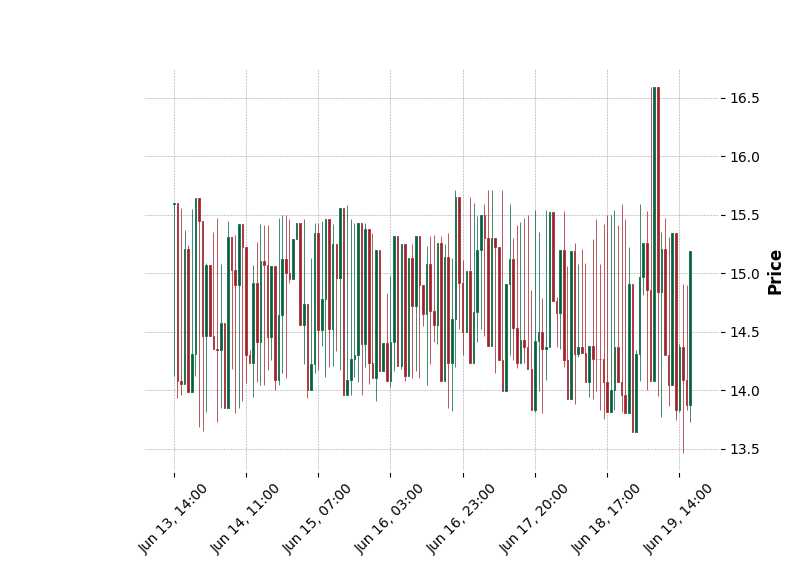 16.5
16.0
15.5
15.0
14.5
14.0
13.5
Price
Jun 13, 14:00
Jun 14, 11:00
Jun 15, 07:00
Jun 16, 03:00
Jun 16, 23:00
Jun 17, 20:00
Jun 18, 17:00
Jun 19, 14:00